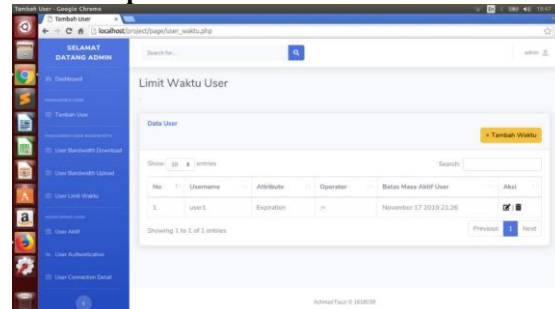 Tambah User - Google Chrome
18:47
Tambah User
localhost/project/page/user_waktu.php
SELAMAT
DATANG ADMIN
Search for...
admin
Dashboard
Limit Waktu User
Tambah User
Data User
+ Tambah Waktu
User Bandwidth Download
User Bandwidth Upload
User Limit Waktu
Show 10 entries
Search:
No Username Attribute Operator Batas Masa Aktif User Aksi
1 user1 Expiration := November 17 2019 21:26
Showing 1 to 1 of 1 entries
Previous 1 Next
User Aktif
User Authentication
User Connection Detail